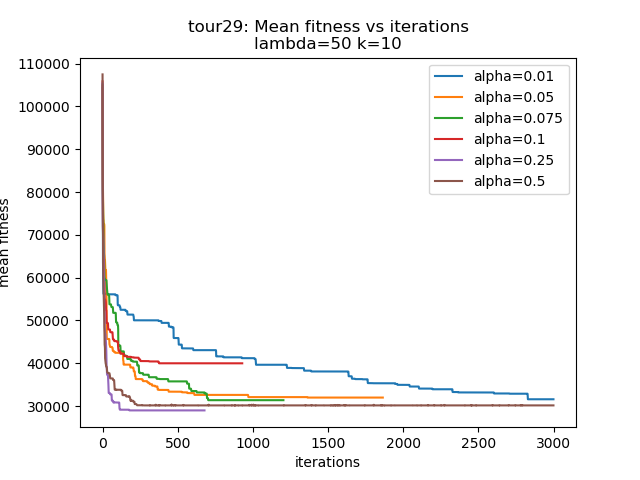 tour29: Mean fitness vs iterations
lambda=50 k=10
110000
100000
90000
80000
70000
60000
50000
40000
30000
mean fitness
alpha=0.01
alpha=0.05
alpha=0.075
alpha=0.1
alpha=0.25
alpha=0.5
0
500
1000
1500
2000
2500
3000
iterations